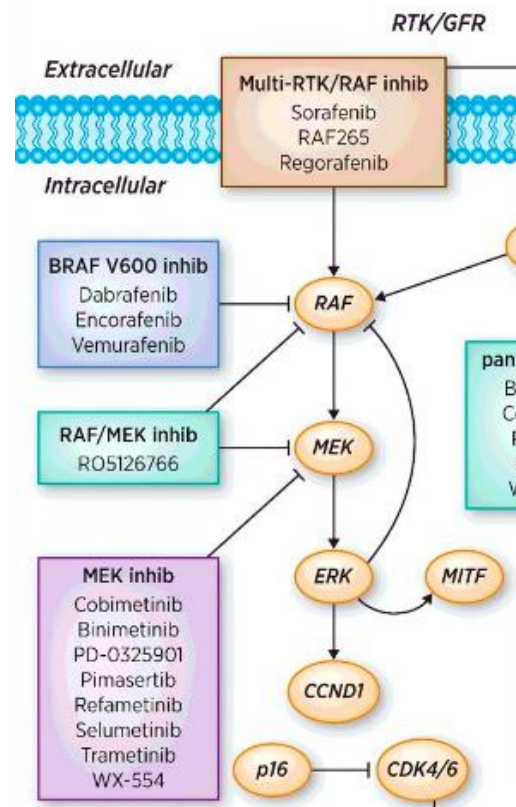 RTK/GFR
Extracellular
Multi-RTK/RAF inhib
Sorafenib
RAF265
Regorafenib
Intracellular
BRAF V600 inhib
Dabrafenib
Encorafenib
Vemurafenib
RAF
pan
RAF/MEK inhib
RO5126766
MEK
MEK inhib
Cobimetinib
Binimetinib
PD-0325901
Pimasertib
Refametinib
Selumetinib
Trametinib
WX-554
ERK
MITF
CCND1
p16
CDK4/6